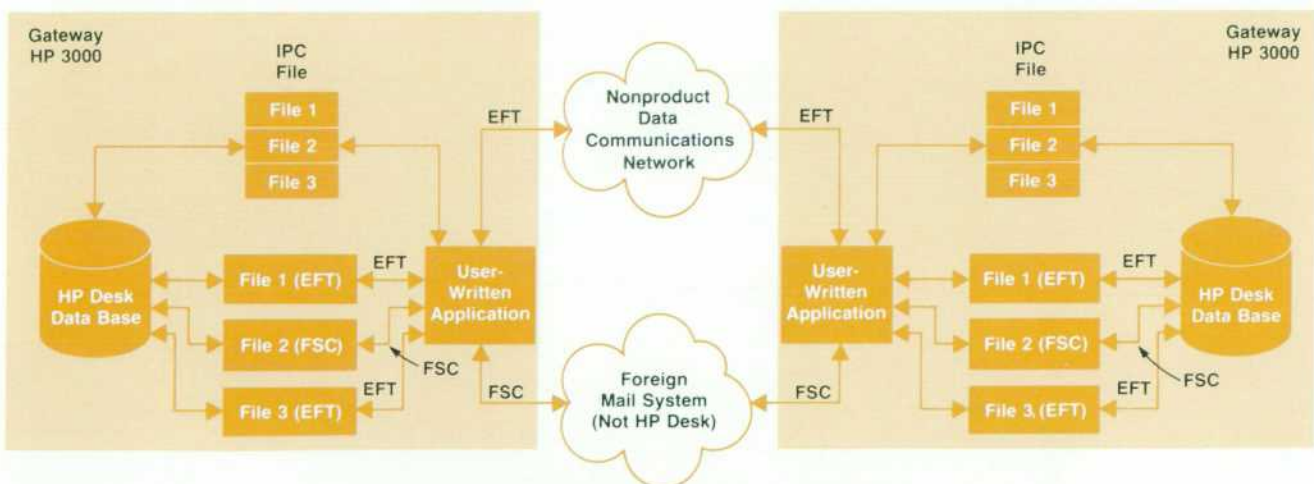 Gateway
HP 3000
IPC
File
File 1
File 2
File 3
HP Desk
Data Base
File 1 (EFT)
File 2 (FSC)
File 3 (EFT)
EFT
FSC
EFT
User-
Written
Application
EFT
FSC
Nonproduct
Data
Communications
Network
Foreign
Mail System
(Not HP Desk)
EFT
FSC
Gateway
HP 3000
IPC
File
File 1
File 2
File 3
User-
Written
Application
File 1 (EFT)
File 2 (FSC)
File 3, (EFT)
EFT
FSC
EFT
HP Desk
Data Base